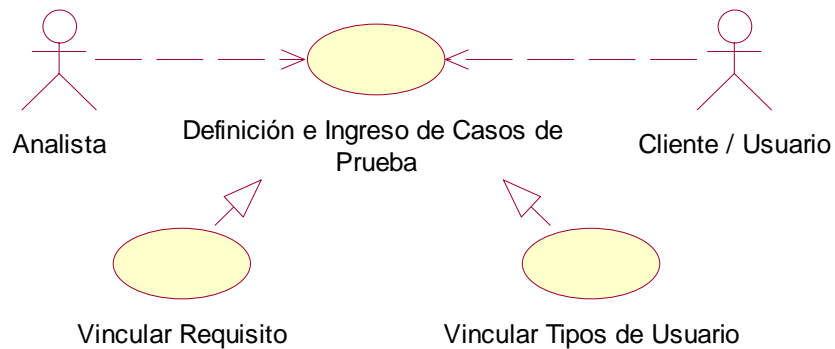 Analista
Definición e Ingreso de Casos de
Prueba
Cliente / Usuario
Vincular Requisito
Vincular Tipos de Usuario